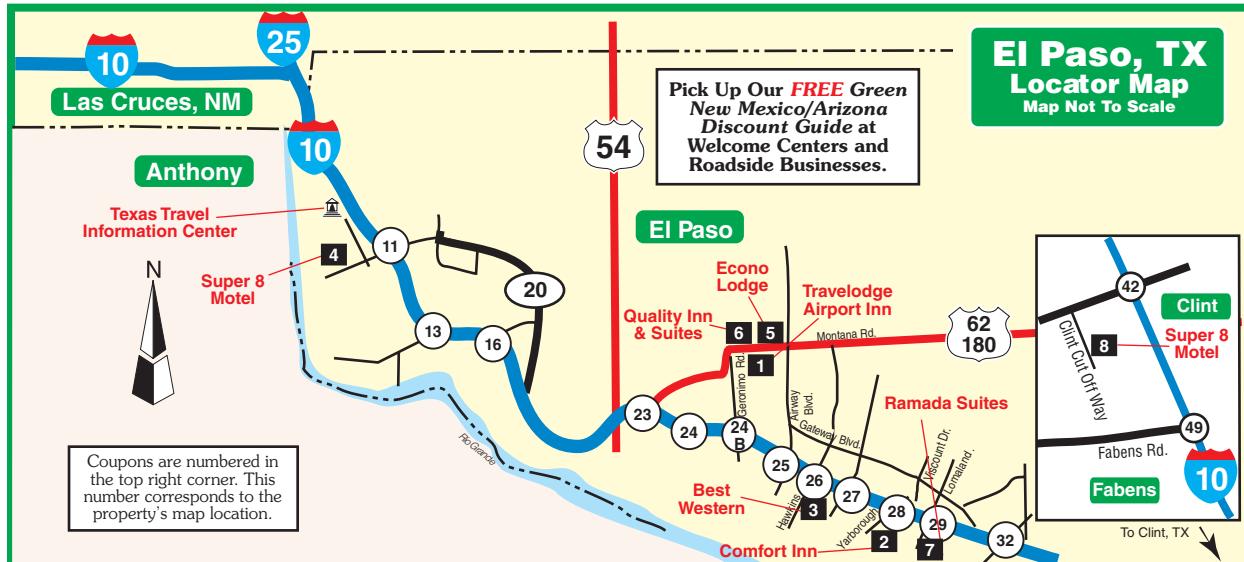 10
25
El Paso, TX
Locator Map
Map Not To Scale
Las Cruces, NM
Pick Up Our FREE Green
New Mexico/Arizona
Discount Guide at
Welcome Centers and
Roadside Businesses.
10
54
Anthony
Texas Travel
Information Center
El Paso
11
4
Super 8
Motel
N
20
Econo
Lodge
Travelodge
Airport Inn
Quality Inn
& Suites
6
5
1
Montana Rd.
62
180
42
Clint
Super 8
Motel
8
Clint Cut Off Way
13
16
Geronimo Rd.
Airway
Blvd.
Ramada Suites
23
24
24
B
Gateway Blvd.
Viscount Dr.
Lomaland.
49
Fabens Rd.
10
Fabens
Rio Grande
Coupons are numbered in
the top right corner. This
number corresponds to the
property's map location.
25
26
27
28
29
32
Best
Western
Hawkins
3
Yarborough
Comfort Inn
2
7
To Clint, TX